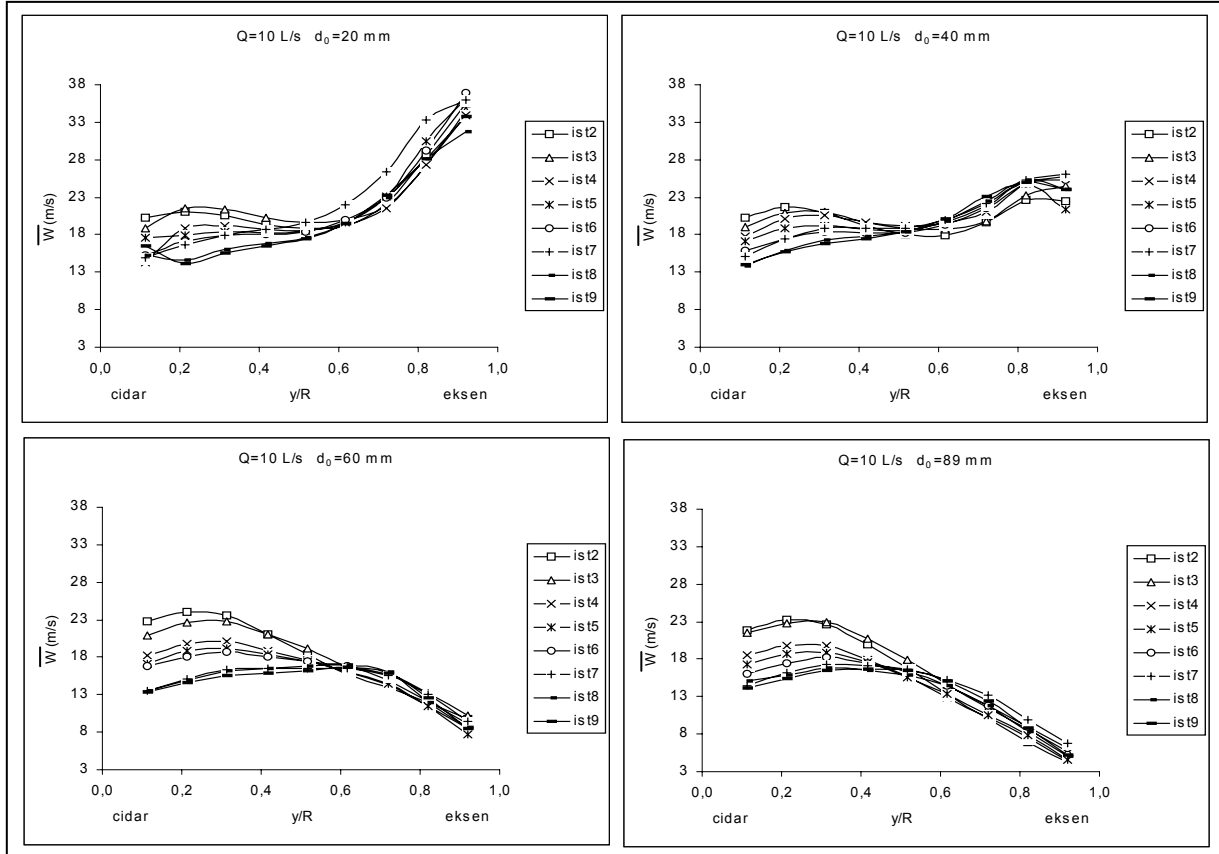 Q=10 L/s d₀=20 mm
38
33
28
23
18
13
8
3
W̅ (m/s)
0,0 0,2 0,4 0,6 0,8 1,0
cidar y/R eksen
ist2
ist3
ist4
ist5
ist6
ist7
ist8
ist9
Q=10 L/s d₀=40 mm
38
33
28
23
18
13
8
3
W̅ (m/s)
0,0 0,2 0,4 0,6 0,8 1,0
cidar y/R eksen
ist2
ist3
ist4
ist5
ist6
ist7
ist8
ist9
Q=10 L/s d₀=60 mm
38
33
28
23
18
13
8
3
W̅ (m/s)
0,0 0,2 0,4 0,6 0,8 1,0
cidar y/R eksen
ist2
ist3
ist4
ist5
ist6
ist7
ist8
ist9
Q=10 L/s d₀=89 mm
38
33
28
23
18
13
8
3
W̅ (m/s)
0,0 0,2 0,4 0,6 0,8 1,0
cidar y/R eksen
ist2
ist3
ist4
ist5
ist6
ist7
ist8
ist9